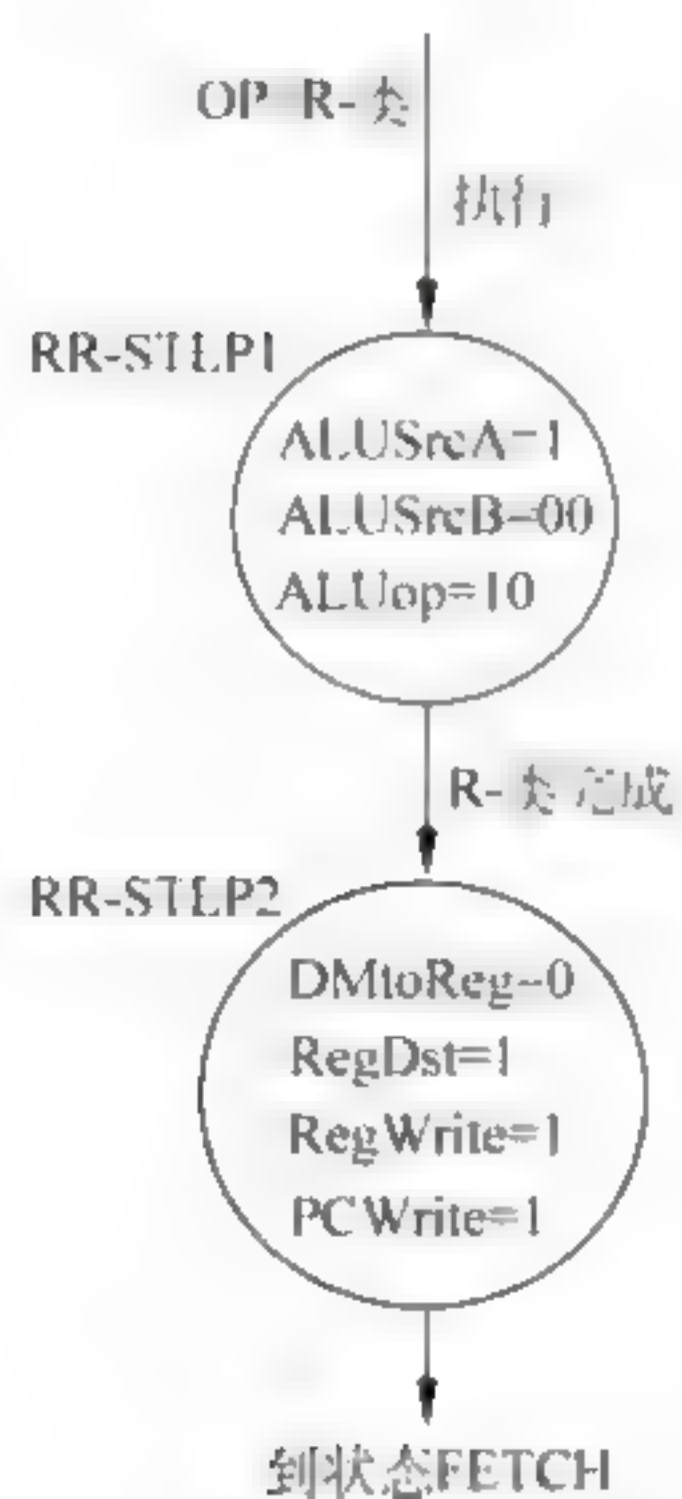 OP=R-类
执行
RR-STEP1
ALUSrcA=1
ALUSrcB=00
ALUop=10
R-类完成
RR-STEP2
DMtoReg=0
RegDst=1
RegWrite=1
PCWrite=1
到状态FETCH